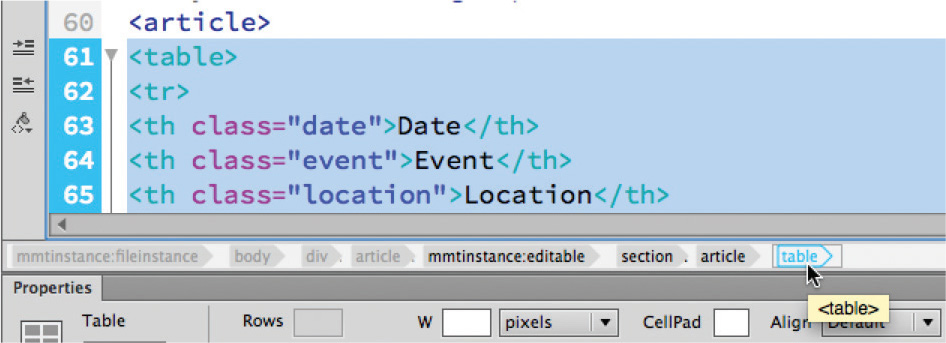 60 <article>
61 <table>
62 <tr>
63 <th class="date">Date</th>
64 <th class="event">Event</th>
65 <th class="location">Location</th>
mmtinstance:fileinstance body div . article . mmtinstance:editable section . article table
Properties <table>
Table Rows W pixels CellPad Align Default